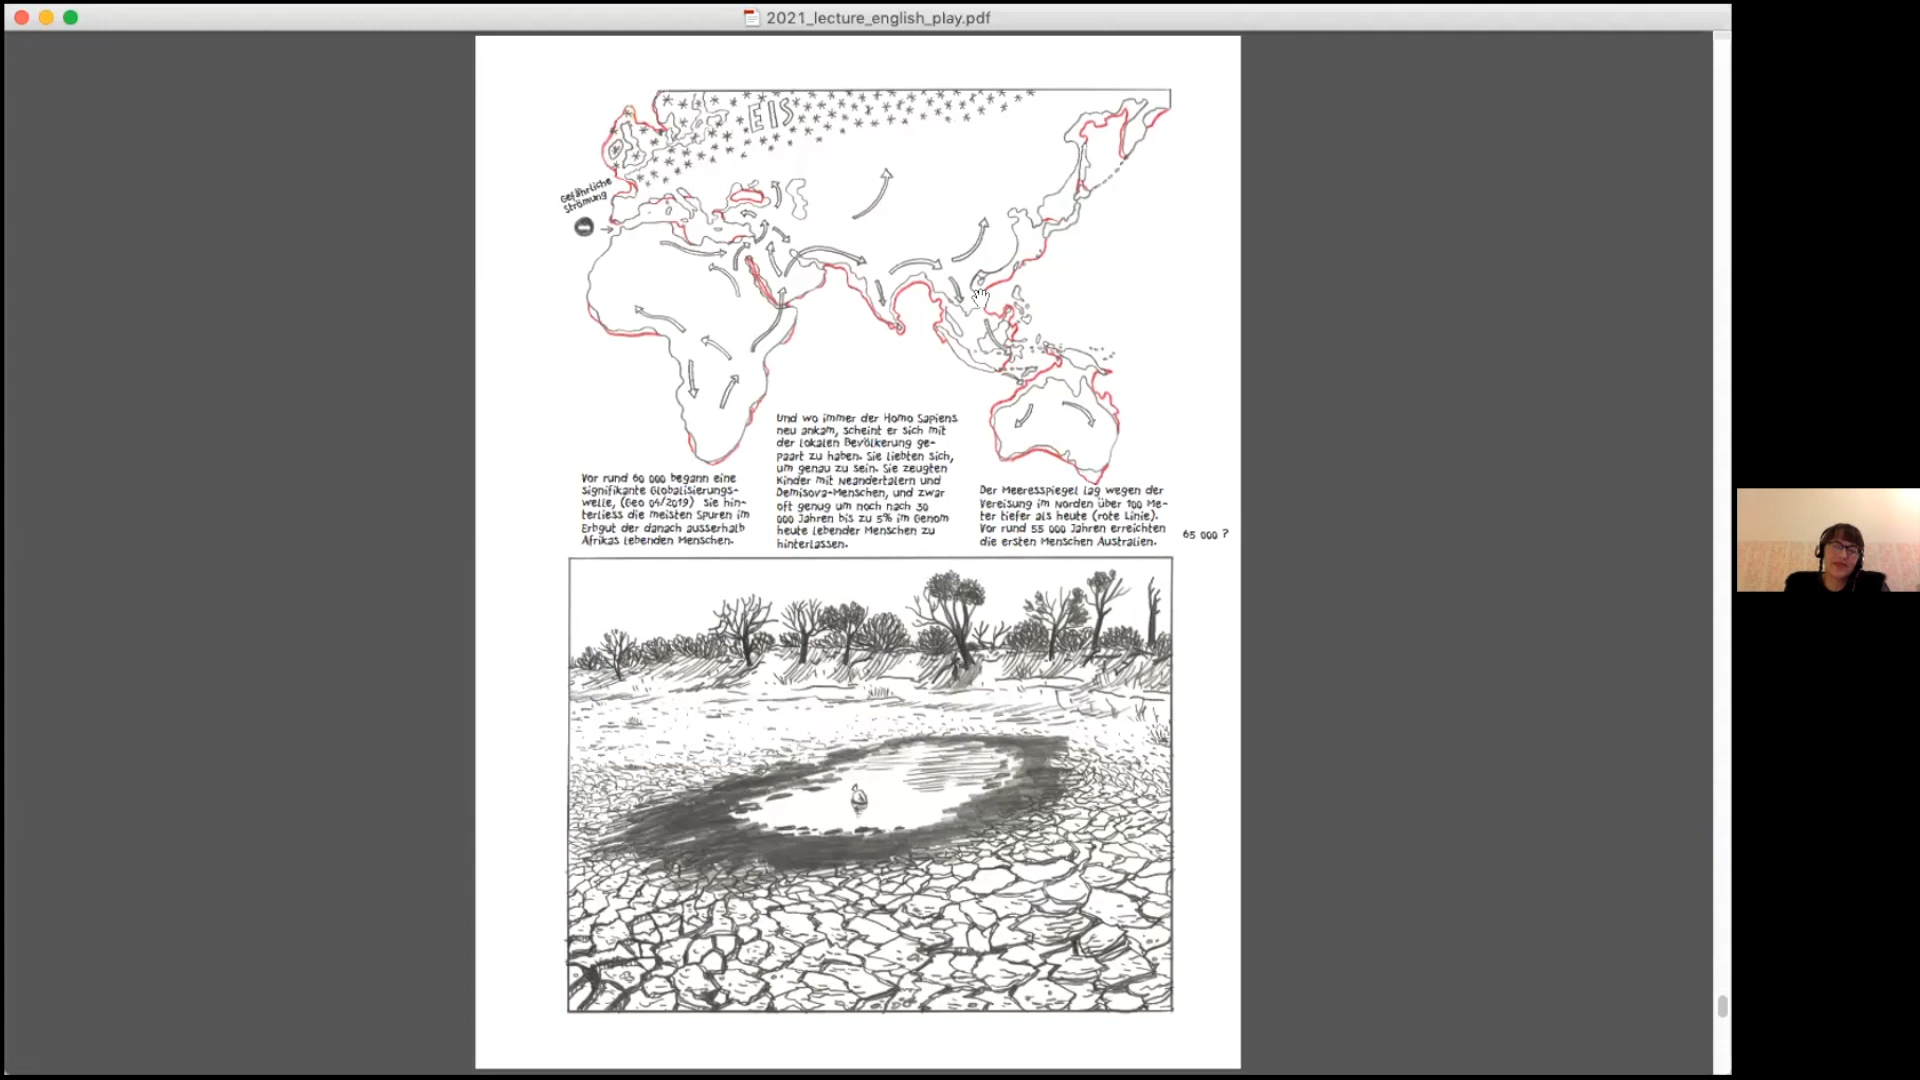 2021_lecture_english_play.pdf
EIS
Gefährliche
Strömung
Und wo immer der Homo Sapiens
neu ankam, scheint er sich mit
der lokalen Bevölkerung ge-
paart zu haben. Sie liebten sich,
um genau zu sein. Sie zeugten
Kinder mit Neandertalern und
Demisova-Menschen, und zwar
oft genug um noch nach 30
000 Jahren bis zu 5% im Genom
heute lebender Menschen zu
hinterlassen.
Vor rund 60 000 begann eine
signifikante Globalisierungs-
welle, (Geo 04/2019) sie hin-
terliess die meisten Spuren im
Erbgut der danach ausserhalb
Afrikas lebenden Menschen.
Der Meeresspiegel lag wegen der
Vereisung im Norden über 100 Me-
ter tiefer als heute (rote Linie).
Vor rund 55 000 Jahren erreichten
die ersten Menschen Australien.
65 000 ?